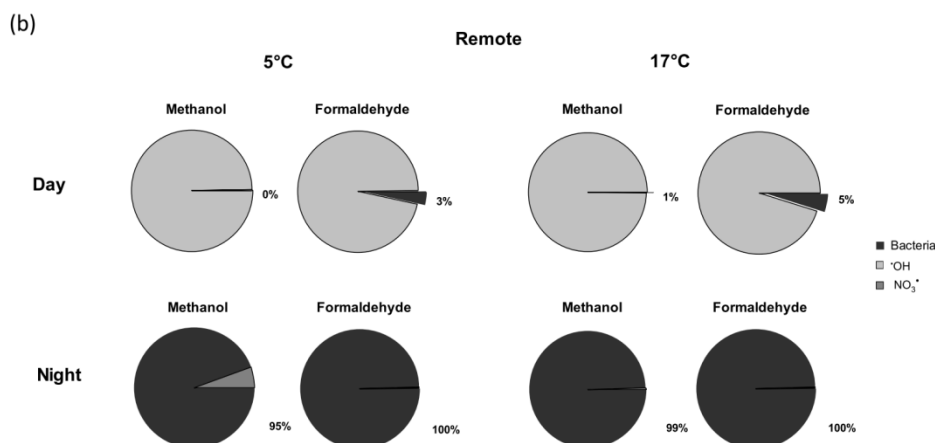 (b)
Remote
5°C 17°C
Methanol Formaldehyde Methanol Formaldehyde
Day
0% 3% 1% 5%
Bacteria
•OH
NO3•
Methanol Formaldehyde Methanol Formaldehyde
Night
95% 100% 99% 100%